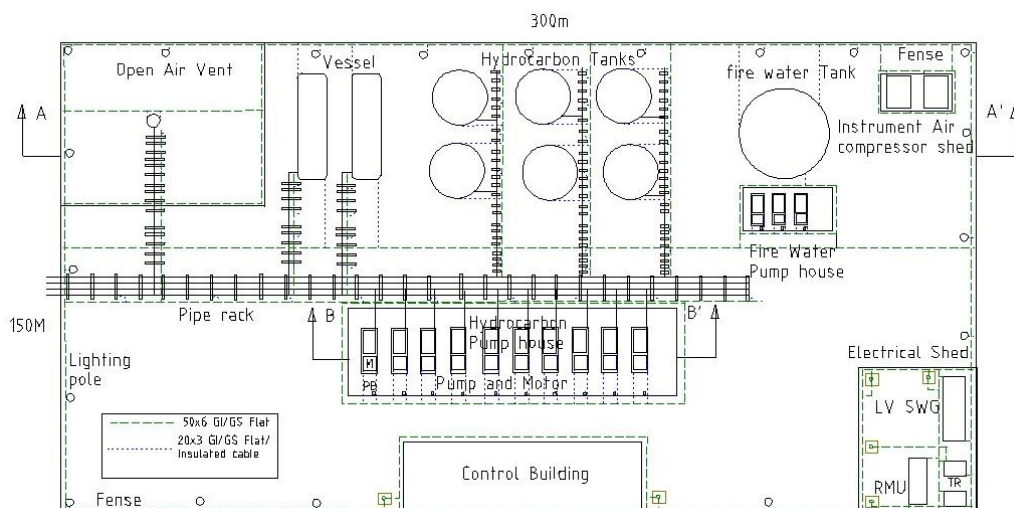 300m
Open Air Vent
Vessel
Hydrocarbon Tanks
fire water Tank
Fense
A
A'
Instrument Air
compressor shed
Fire Water
Pump house
Pipe rack
B
B'
150M
Hydrocarbon
Pump house
Lighting
pole
M
PB
Pump and Motor
Electrical Shed
LV SWG
50x6 GI/GS Flat
20x3 GI/GS Flat/
Insulated cable
Control Building
RMU
TR
Fense